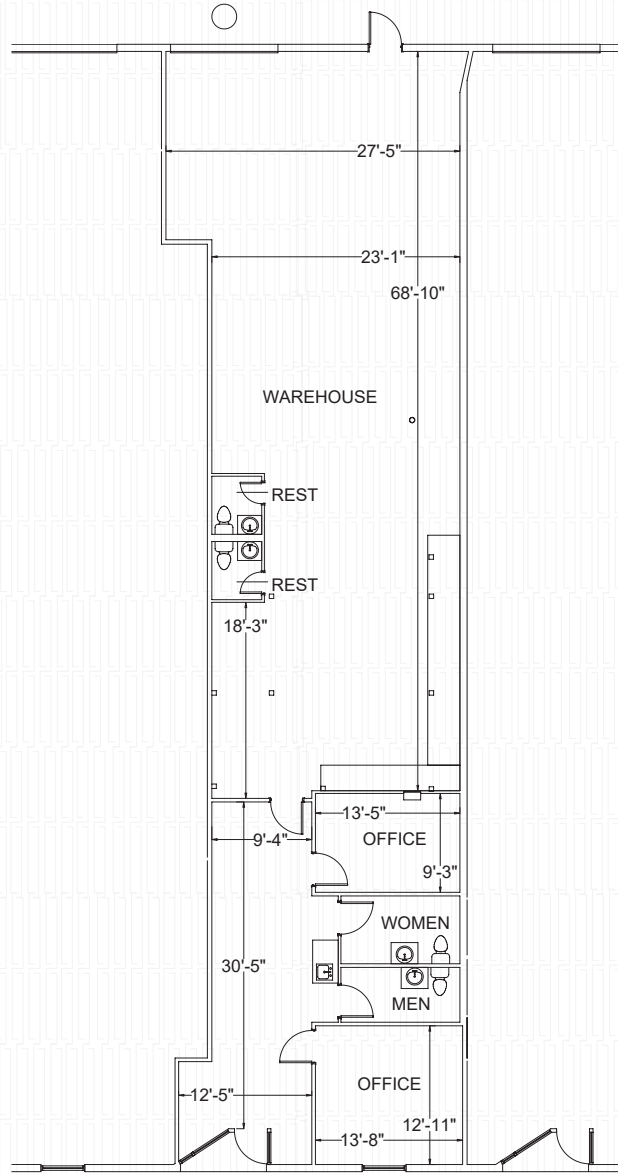 27'-5"
23'-1"
68'-10"
WAREHOUSE
REST
REST
18'-3"
13'-5"
9'-4"
OFFICE
9'-3"
WOMEN
30'-5"
MEN
OFFICE
12'-5"
12'-11"
13'-8"